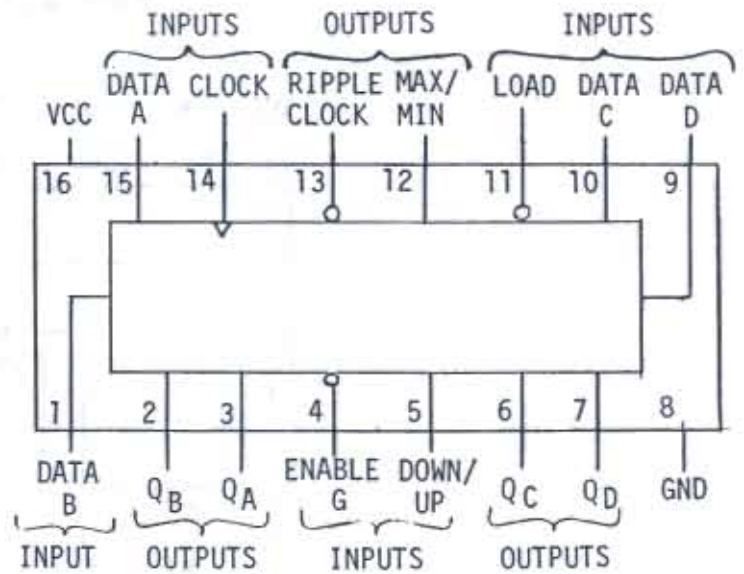 INPUTS OUTPUTS INPUTS
DATA CLOCK RIPPLE MAX/ LOAD DATA DATA
VCC A CLOCK MIN C D
16 15 14 13 12 11 10 9
1 2 3 4 5 6 7 8
DATA QB QA ENABLE DOWN/ QC QD GND
B G UP
INPUT OUTPUTS INPUTS OUTPUTS